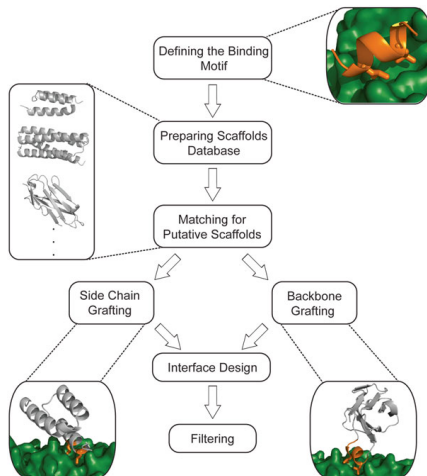 Defining the Binding
Motif
Preparing Scaffolds
Database
Matching for
Putative Scaffolds
Side Chain
Grafting
Backbone
Grafting
Interface Design
Filtering